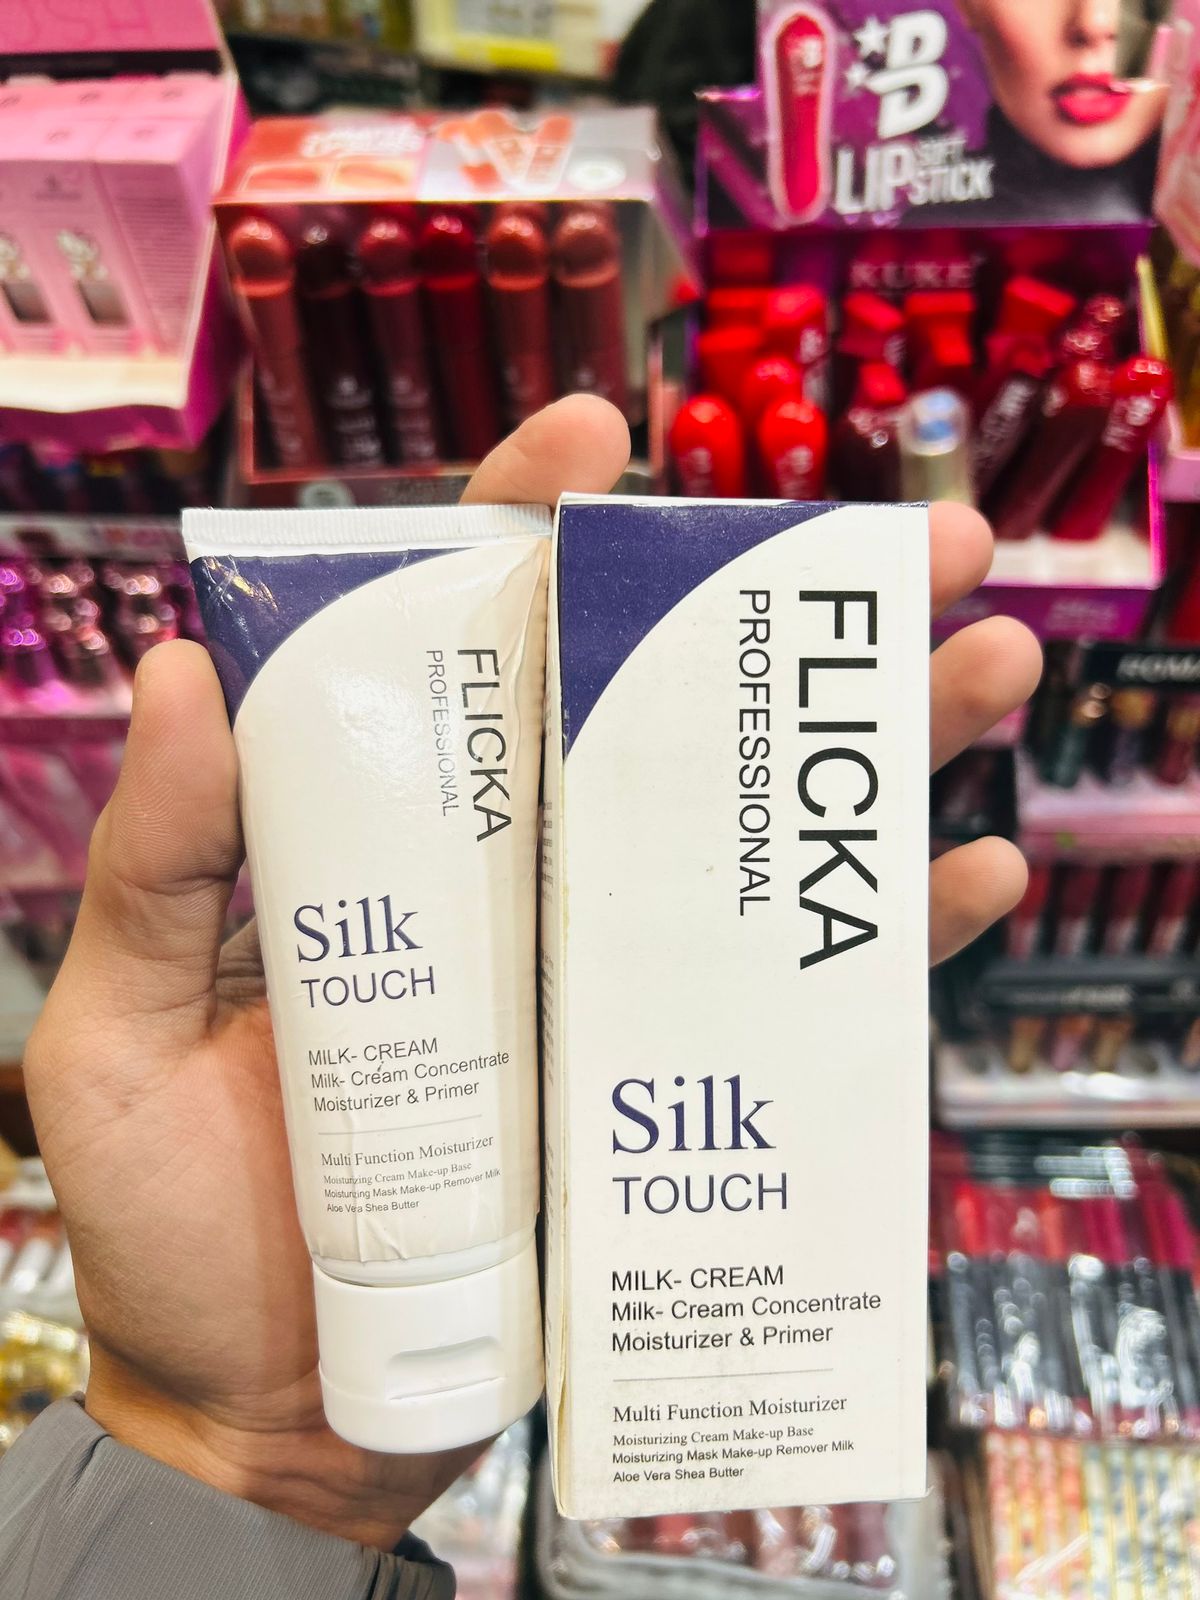 B
LIP SOFT
STICK
KUKE
FLICKA
PROFESSIONAL
Silk
TOUCH
MILK- CREAM
Milk- Cream Concentrate
Moisturizer & Primer
Multi Function Moisturizer
Moisturizing Cream Make-up Base
Moisturizing Mask Make-up Remover Milk
Aloe Vera Shea Butter
FLICKA
PROFESSIONAL
Silk
TOUCH
MILK- CREAM
Milk- Cream Concentrate
Moisturizer & Primer
Multi Function Moisturizer
Moisturizing Cream Make-up Base
Moisturizing Mask Make-up Remover Milk
Aloe Vera Shea Butter